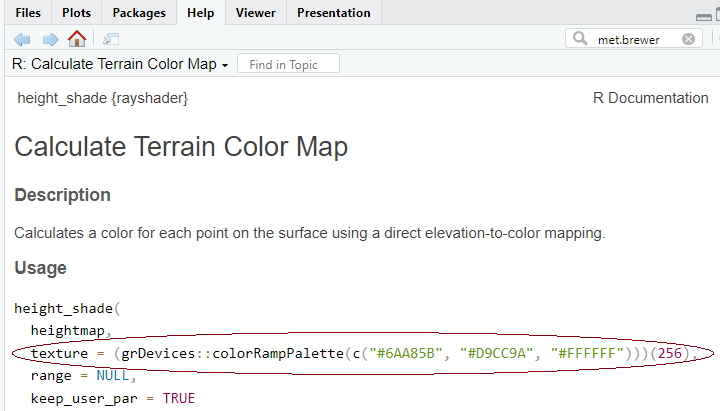 Files Plots Packages Help Viewer Presentation
met.brewer
R: Calculate Terrain Color Map Find in Topic
height_shade {rayshader} R Documentation
Calculate Terrain Color Map
Description
Calculates a color for each point on the surface using a direct elevation-to-color mapping.
Usage
height_shade(
heightmap,
texture = (grDevices::colorRampPalette(c("#6AA85B", "#D9CC9A", "#FFFFFF")))(256),
range = NULL,
keep_user_par = TRUE